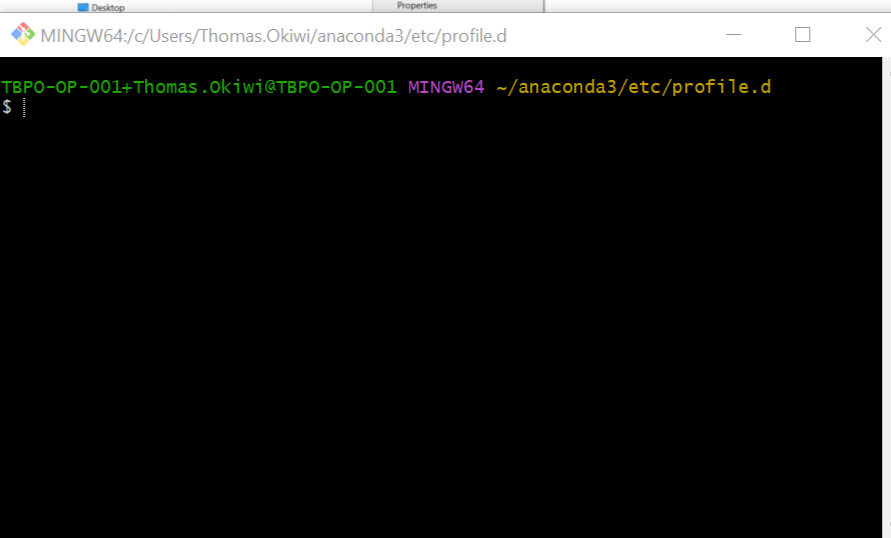 Desktop
Properties
MINGW64:/c/Users/Thomas.Okiwi/anaconda3/etc/profile.d
TBPO-OP-001+Thomas.Okiwi@TBPO-OP-001 MINGW64 ~/anaconda3/etc/profile.d
$